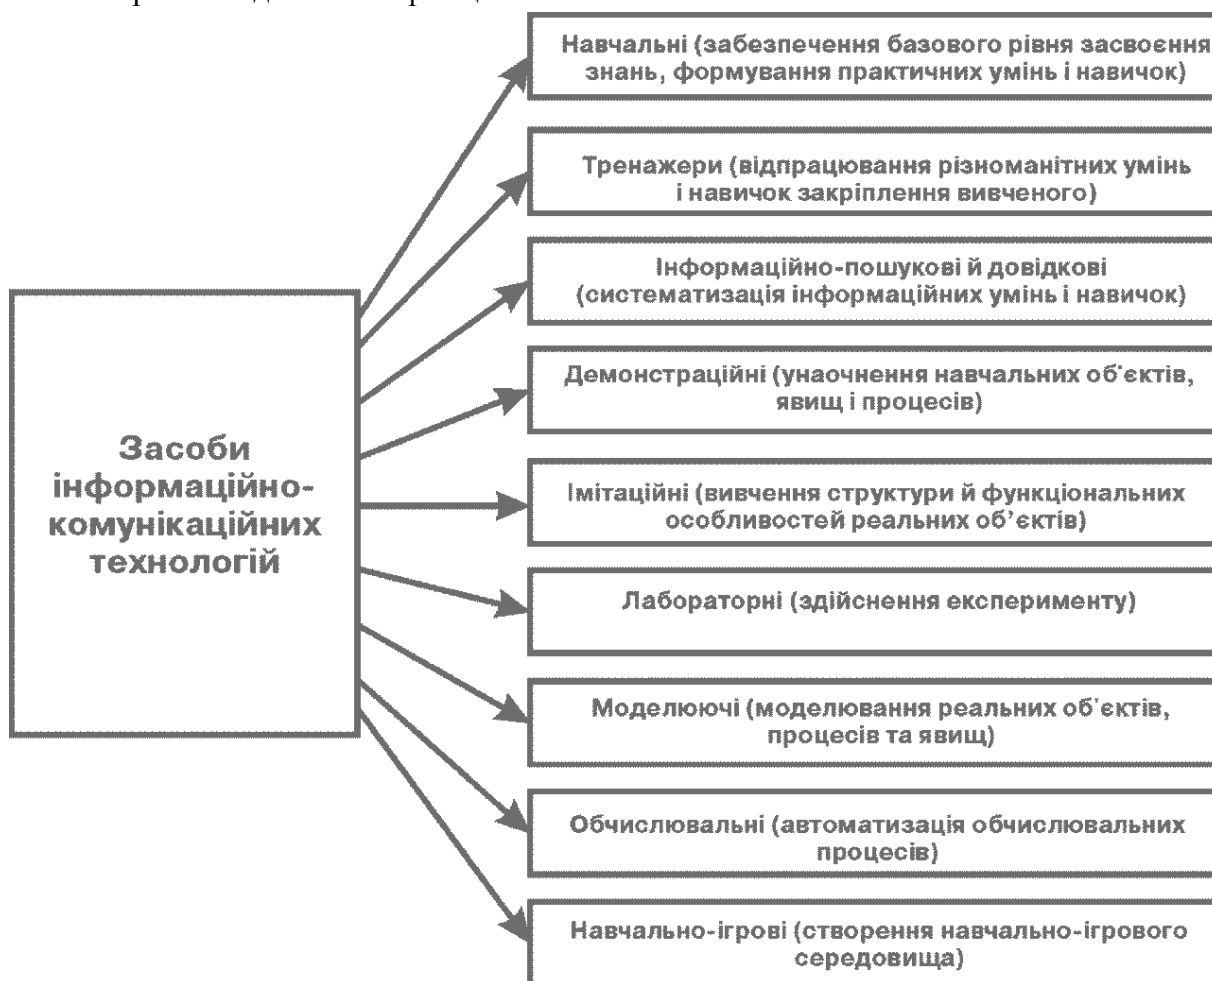 Навчальні (забезпечення базового рівня засвоєння
знань, формування практичних умінь і навичок)
Тренажери (відпрацювання різноманітних умінь
і навичок закріплення вивченого)
Інформаційно-пошукові й довідкові
(систематизація інформаційних умінь і навичок)
Демонстраційні (унаочнення навчальних об'єктів,
явищ і процесів)
Засоби
інформаційно-
комунікаційних
технологій
Імітаційні (вивчення структури й функціональних
особливостей реальних об’єктів)
Лабораторні (здійснення експерименту)
Моделюючі (моделювання реальних об'єктів,
процесів та явищ)
Обчислювальні (автоматизація обчислювальних
процесів)
Навчально-ігрові (створення навчально-ігрового
середовища)